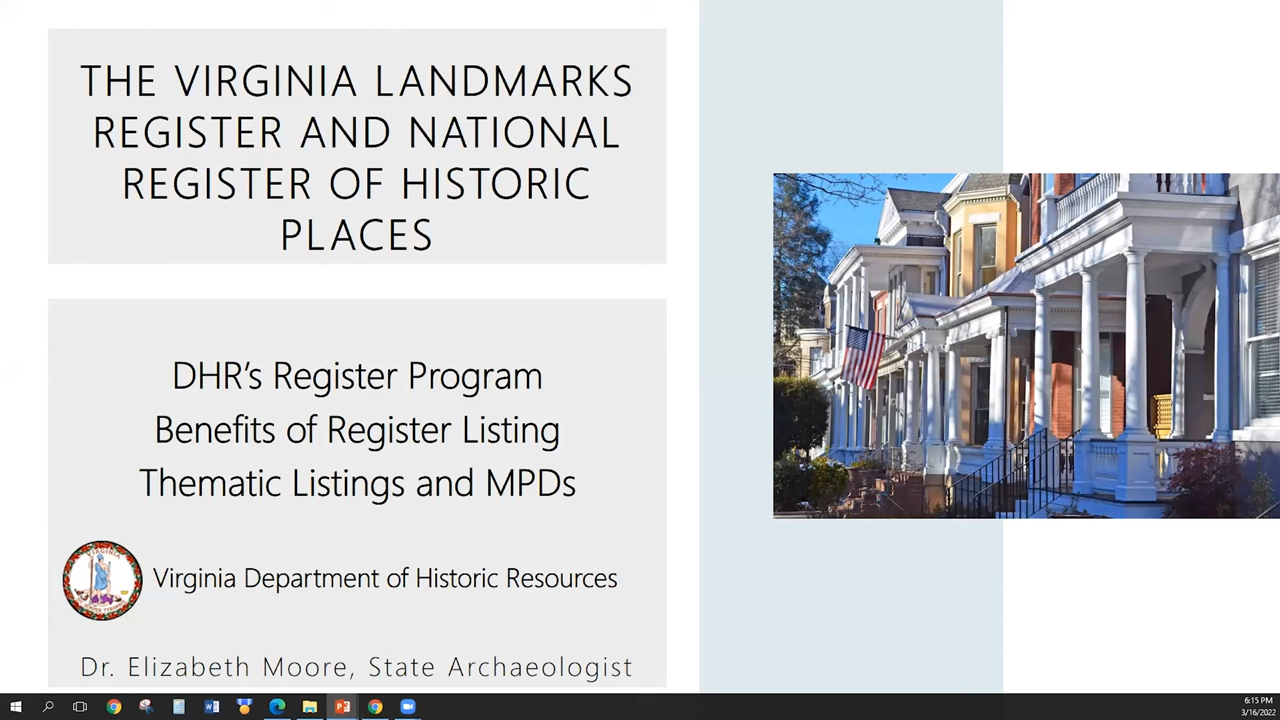 THE VIRGINIA LANDMARKS
REGISTER AND NATIONAL
REGISTER OF HISTORIC
PLACES
DHR’s Register Program
Benefits of Register Listing
Thematic Listings and MPDs
VIRGINIA
Virginia Department of Historic Resources
Dr. Elizabeth Moore, State Archaeologist
6:15 PM
3/16/2022